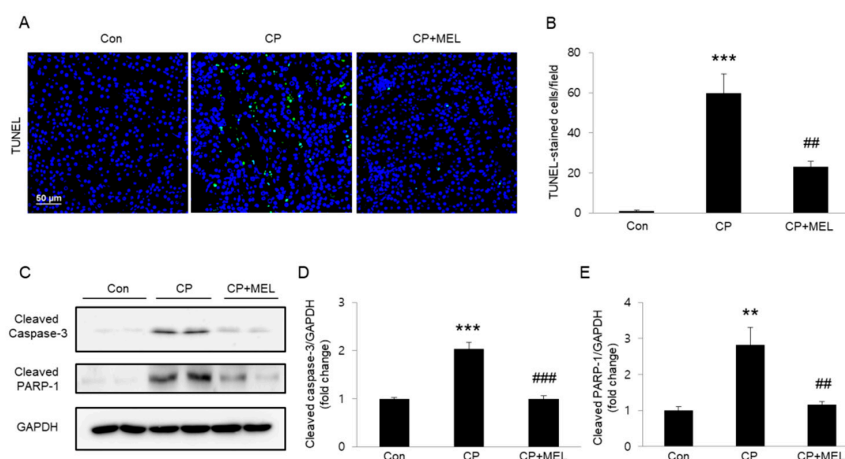 A
Con
CP
CP+MEL
TUNEL
50 µm
B
TUNEL-stained cells/field
80
60
40
20
0
***
##
Con
CP
CP+MEL
C
Con
CP
CP+MEL
Cleaved
Caspase-3
Cleaved
PARP-1
GAPDH
D
Cleaved caspase-3/GAPDH
(fold change)
3
2
1
0
***
###
Con
CP
CP+MEL
E
Cleaved PARP-1/GAPDH
(fold change)
4
3
2
1
0
**
##
Con
CP
CP+MEL